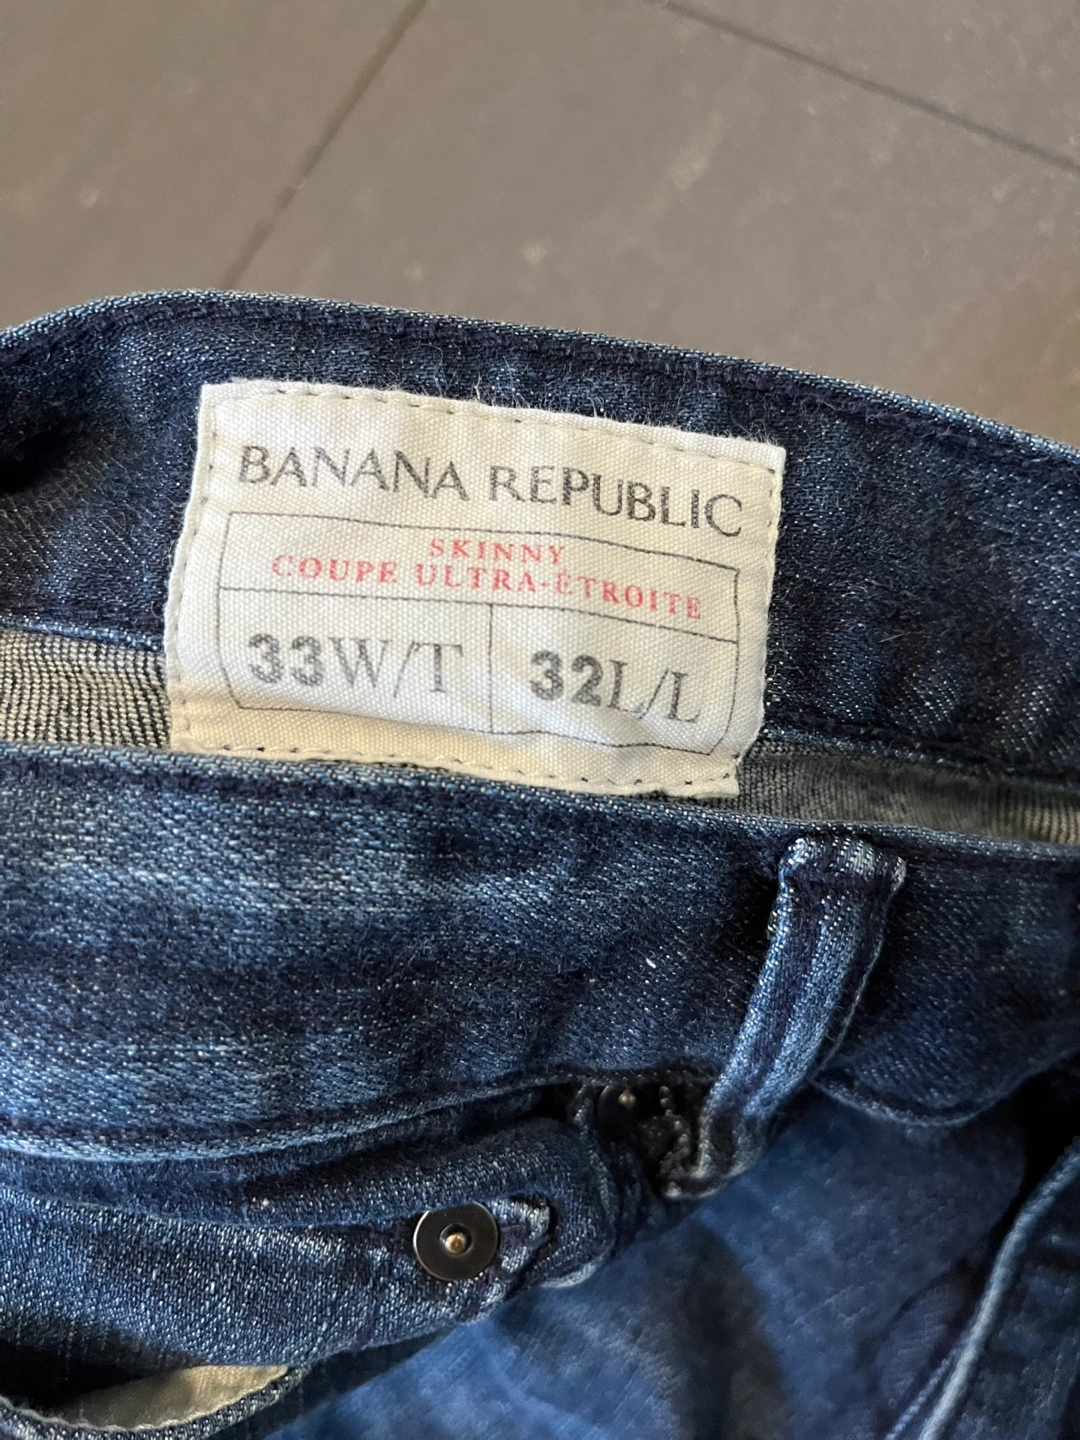 BANANA REPUBLIC
SKINNY
COUPE ULTRA-ÉTROITE
33W/T 32L/L